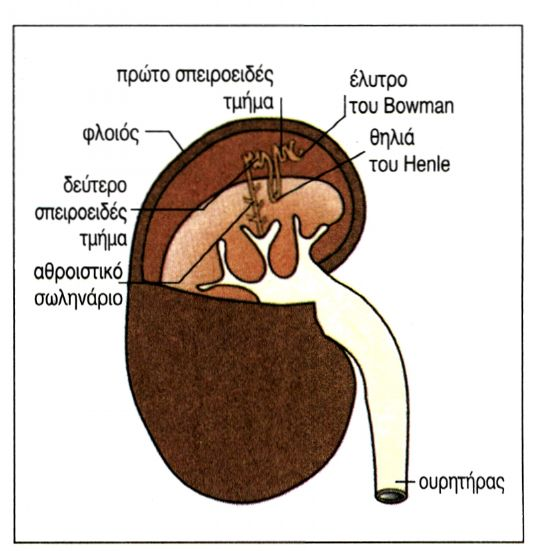 πρώτο σπειροειδές
τμήμα
έλυτρο
του Bowman
φλοιός
θηλιά
του Henle
δεύτερο
σπειροειδές
τμήμα
αθροιστικό
σωληνάριο
ουρητήρας